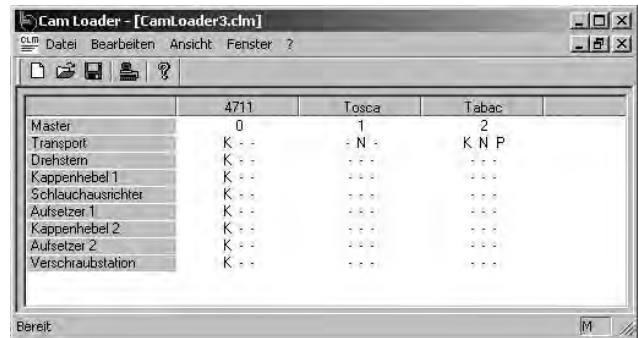 Cam Loader - [CamLoader3.clm]
CLM Datei Bearbeiten Ansicht Fenster ?
4711 Tosca Tabac
Master 0 1 2
Transport K - - - N - K N P
Drehstern K - - - - - - - -
Kappenhebel 1 K - - - - - - - -
Schlauchausrichter K - - - - - - - -
Aufsetzer 1 K - - - - - - - -
Kappenhebel 2 K - - - - - - - -
Aufsetzer 2 K - - - - - - - -
Verschraubstation K - - - - - - - -
Bereit M